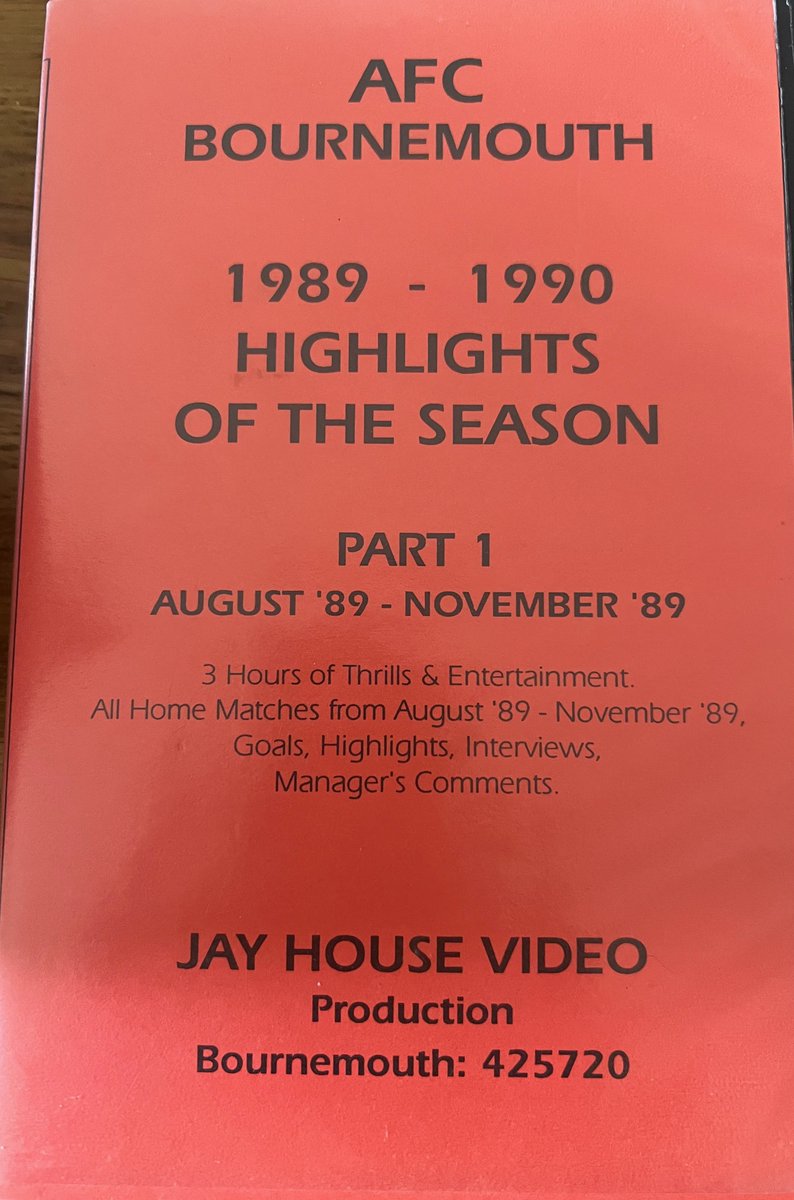 AFC
BOURNEMOUTH
1989 - 1990
HIGHLIGHTS
OF THE SEASON
PART 1
AUGUST '89 - NOVEMBER '89
3 Hours of Thrills & Entertainment.
All Home Matches from August '89 - November '89,
Goals, Highlights, Interviews,
Manager's Comments.
JAY HOUSE VIDEO
Production
Bournemouth: 425720